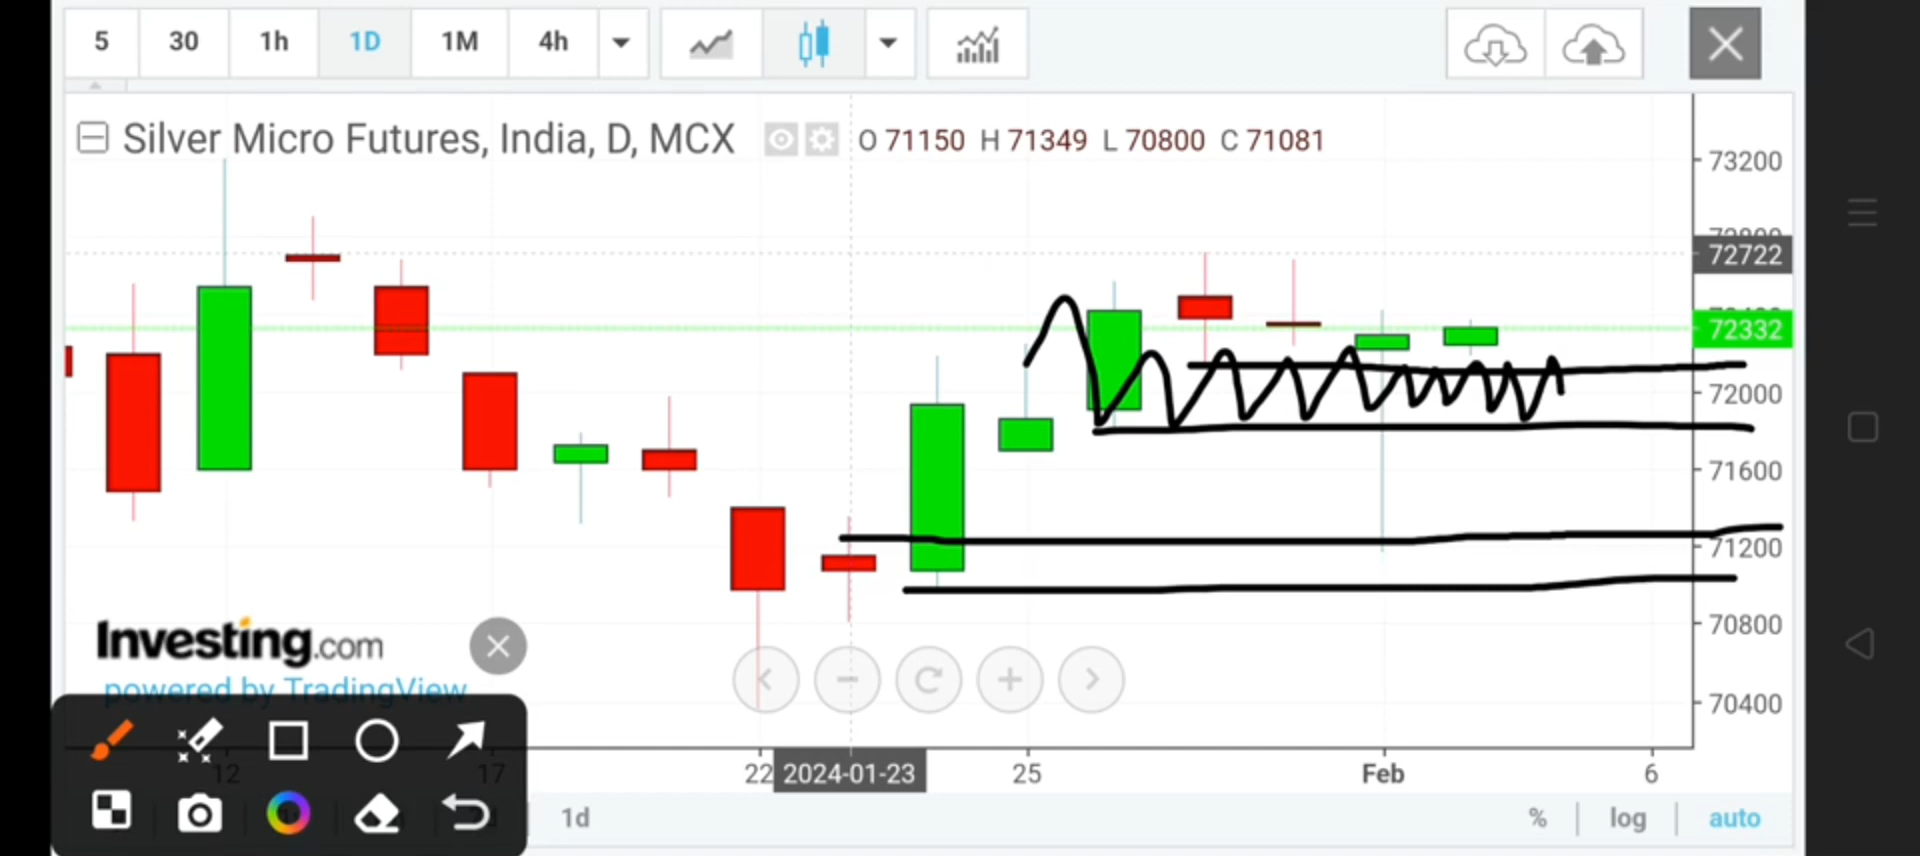 5 30 1h 1D 1M 4h
Silver Micro Futures, India, D, MCX O 71150 H 71349 L 70800 C 71081
73200
72722
72332
72000
71600
71200
70800
70400
Investing.com
powered by TradingView
12 17 22 2024-01-23 25 Feb 6
1d % log auto